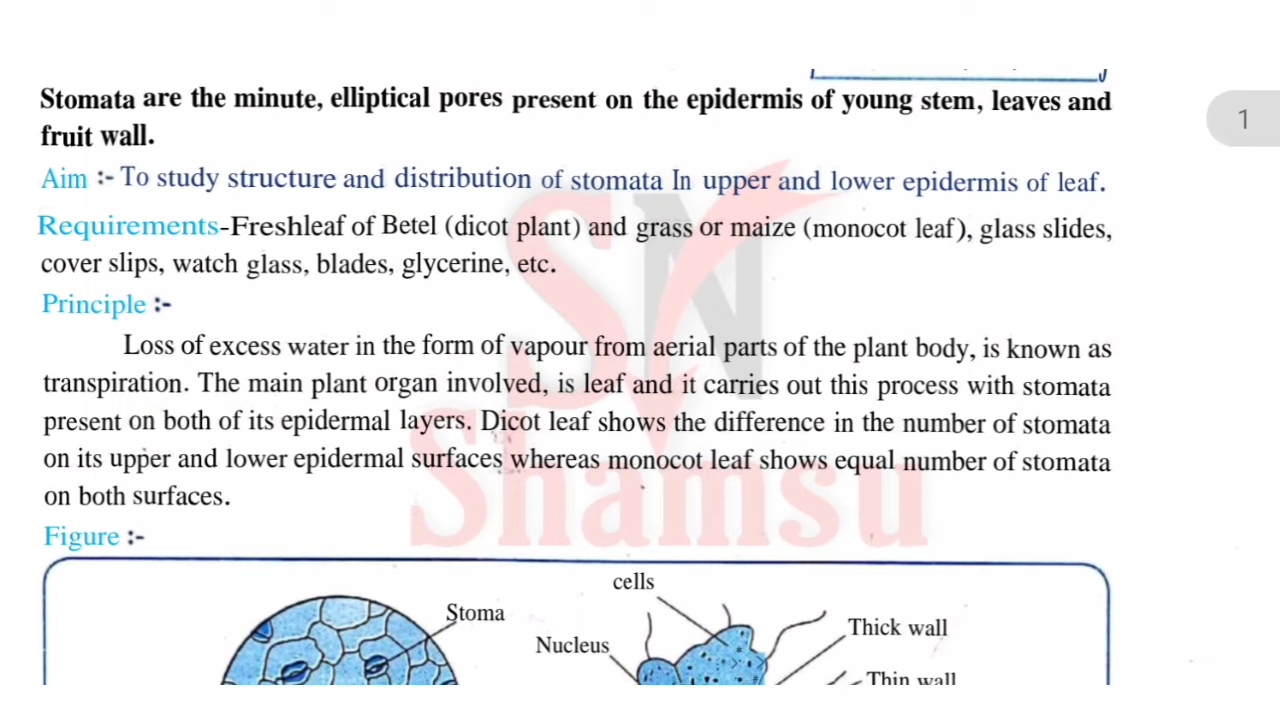 Stomata are the minute, elliptical pores present on the epidermis of young stem, leaves and
fruit wall.
1
Aim :- To study structure and distribution of stomata In upper and lower epidermis of leaf.
Requirements-Freshleaf of Betel (dicot plant) and grass or maize (monocot leaf), glass slides,
cover slips, watch glass, blades, glycerine, etc.
Principle :-
Loss of excess water in the form of vapour from aerial parts of the plant body, is known as
transpiration. The main plant organ involved, is leaf and it carries out this process with stomata
present on both of its epidermal layers. Dicot leaf shows the difference in the number of stomata
on its upper and lower epidermal surfaces whereas monocot leaf shows equal number of stomata
on both surfaces.
SN
Shamsu
Figure :-
cells
Stoma
Nucleus
Thick wall
Thin wall